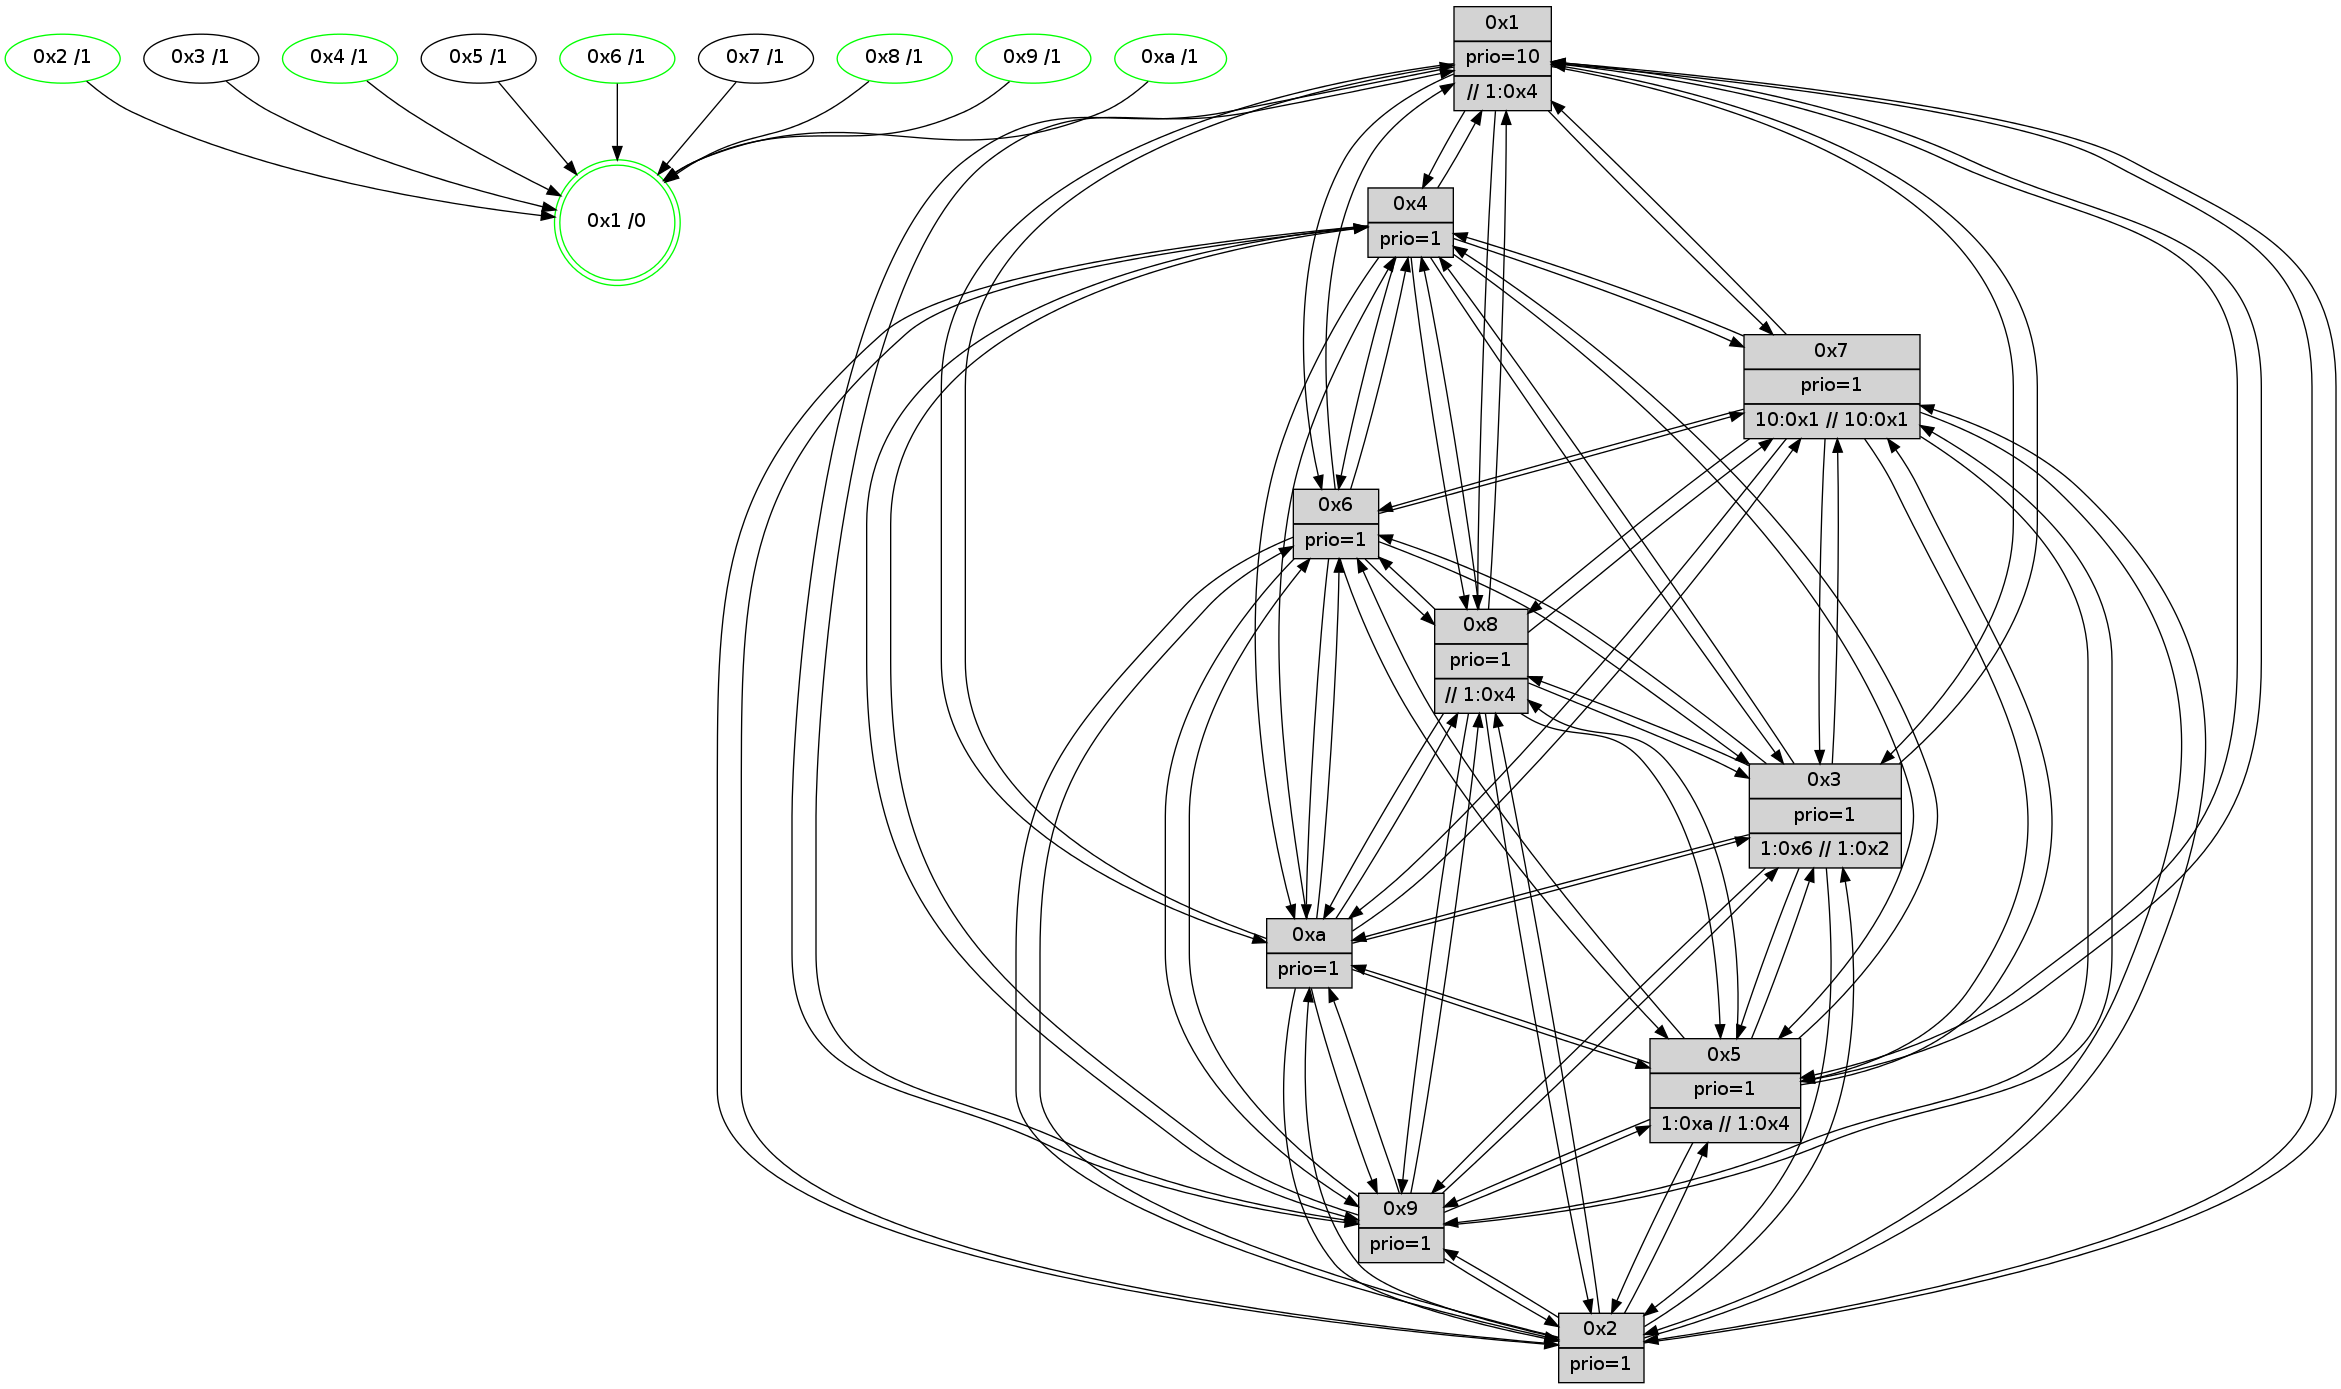 0x2 /1
0x3 /1
0x4 /1
0x5 /1
0x6 /1
0x7 /1
0x8 /1
0x9 /1
0xa /1
0x1 /0
0x1
prio=10
// 1:0x4
0x4
prio=1
0x7
prio=1
10:0x1 // 10:0x1
0x6
prio=1
0x8
prio=1
// 1:0x4
0x3
prio=1
1:0x6 // 1:0x2
0xa
prio=1
0x5
prio=1
1:0xa // 1:0x4
0x9
prio=1
0x2
prio=1